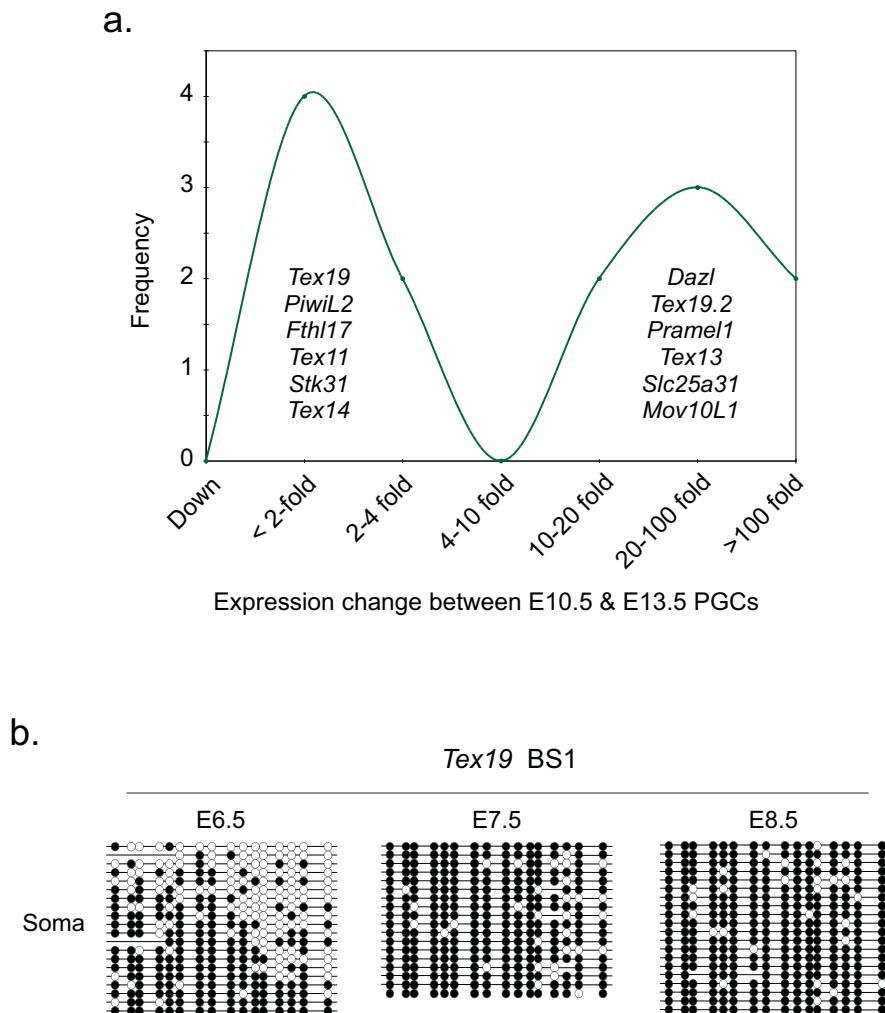 a.
Frequency
4
3
2
1
0
Tex19
PiwiL2
Fthl17
Tex11
Stk31
Tex14
Dazl
Tex19.2
Pramel1
Tex13
Slc25a31
Mov10L1
Down
< 2-fold
2-4 fold
4-10 fold
10-20 fold
20-100 fold
>100 fold
Expression change between E10.5 & E13.5 PGCs
b.
Tex19 BS1
E6.5
E7.5
E8.5
Soma